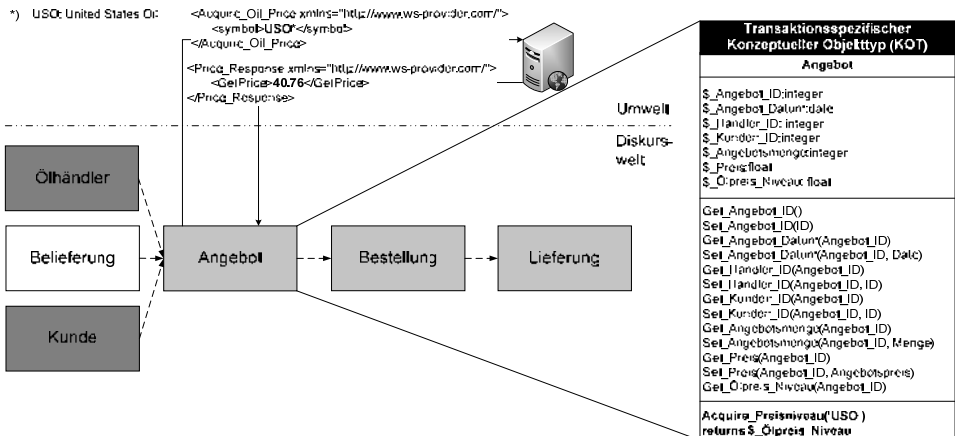 *) USO: United States Oil
<Acquire_Oil_Price xmlns="http://www.ws-provider.com/">
<symbol>USO*</symbol>
</Acquire_Oil_Price>
<Price_Response xmlns="http://www.ws-provider.com/">
<GetPrice>40.76</GetPrice>
</Price_Response>
Umwelt
Diskurs-
welt
Ölhändler
Belieferung
Kunde
Angebot
Bestellung
Lieferung
Transaktionsspezifischer
Konzeptueller Objekttyp (KOT)
Angebot
$_Angebot_ID:integer
$_Angebot_Datum:date
$_Händler_ID: integer
$_Kunden_ID:integer
$_Angebotsmenge:integer
$_Preis:float
$_Ölpreis_Niveau: float
Get_Angebot_ID()
Set_Angebot_ID(ID)
Get_Angebot_Datum(Angebot_ID)
Set_Angebot_Datum(Angebot_ID, Date)
Get_Händler_ID(Angebot_ID)
Set_Händler_ID(Angebot_ID, ID)
Get_Kunden_ID(Angebot_ID)
Set_Kunden_ID(Angebot_ID, ID)
Get_Angebotsmenge(Angebot_ID)
Set_Angebotsmenge(Angebot_ID, Menge)
Get_Preis(Angebot_ID)
Set_Preis(Angebot_ID, Angebotspreis)
Get_Ölpreis_Niveau(Angebot_ID)
Acquire_Preisniveau('USO')
returns $_Ölpreis_Niveau